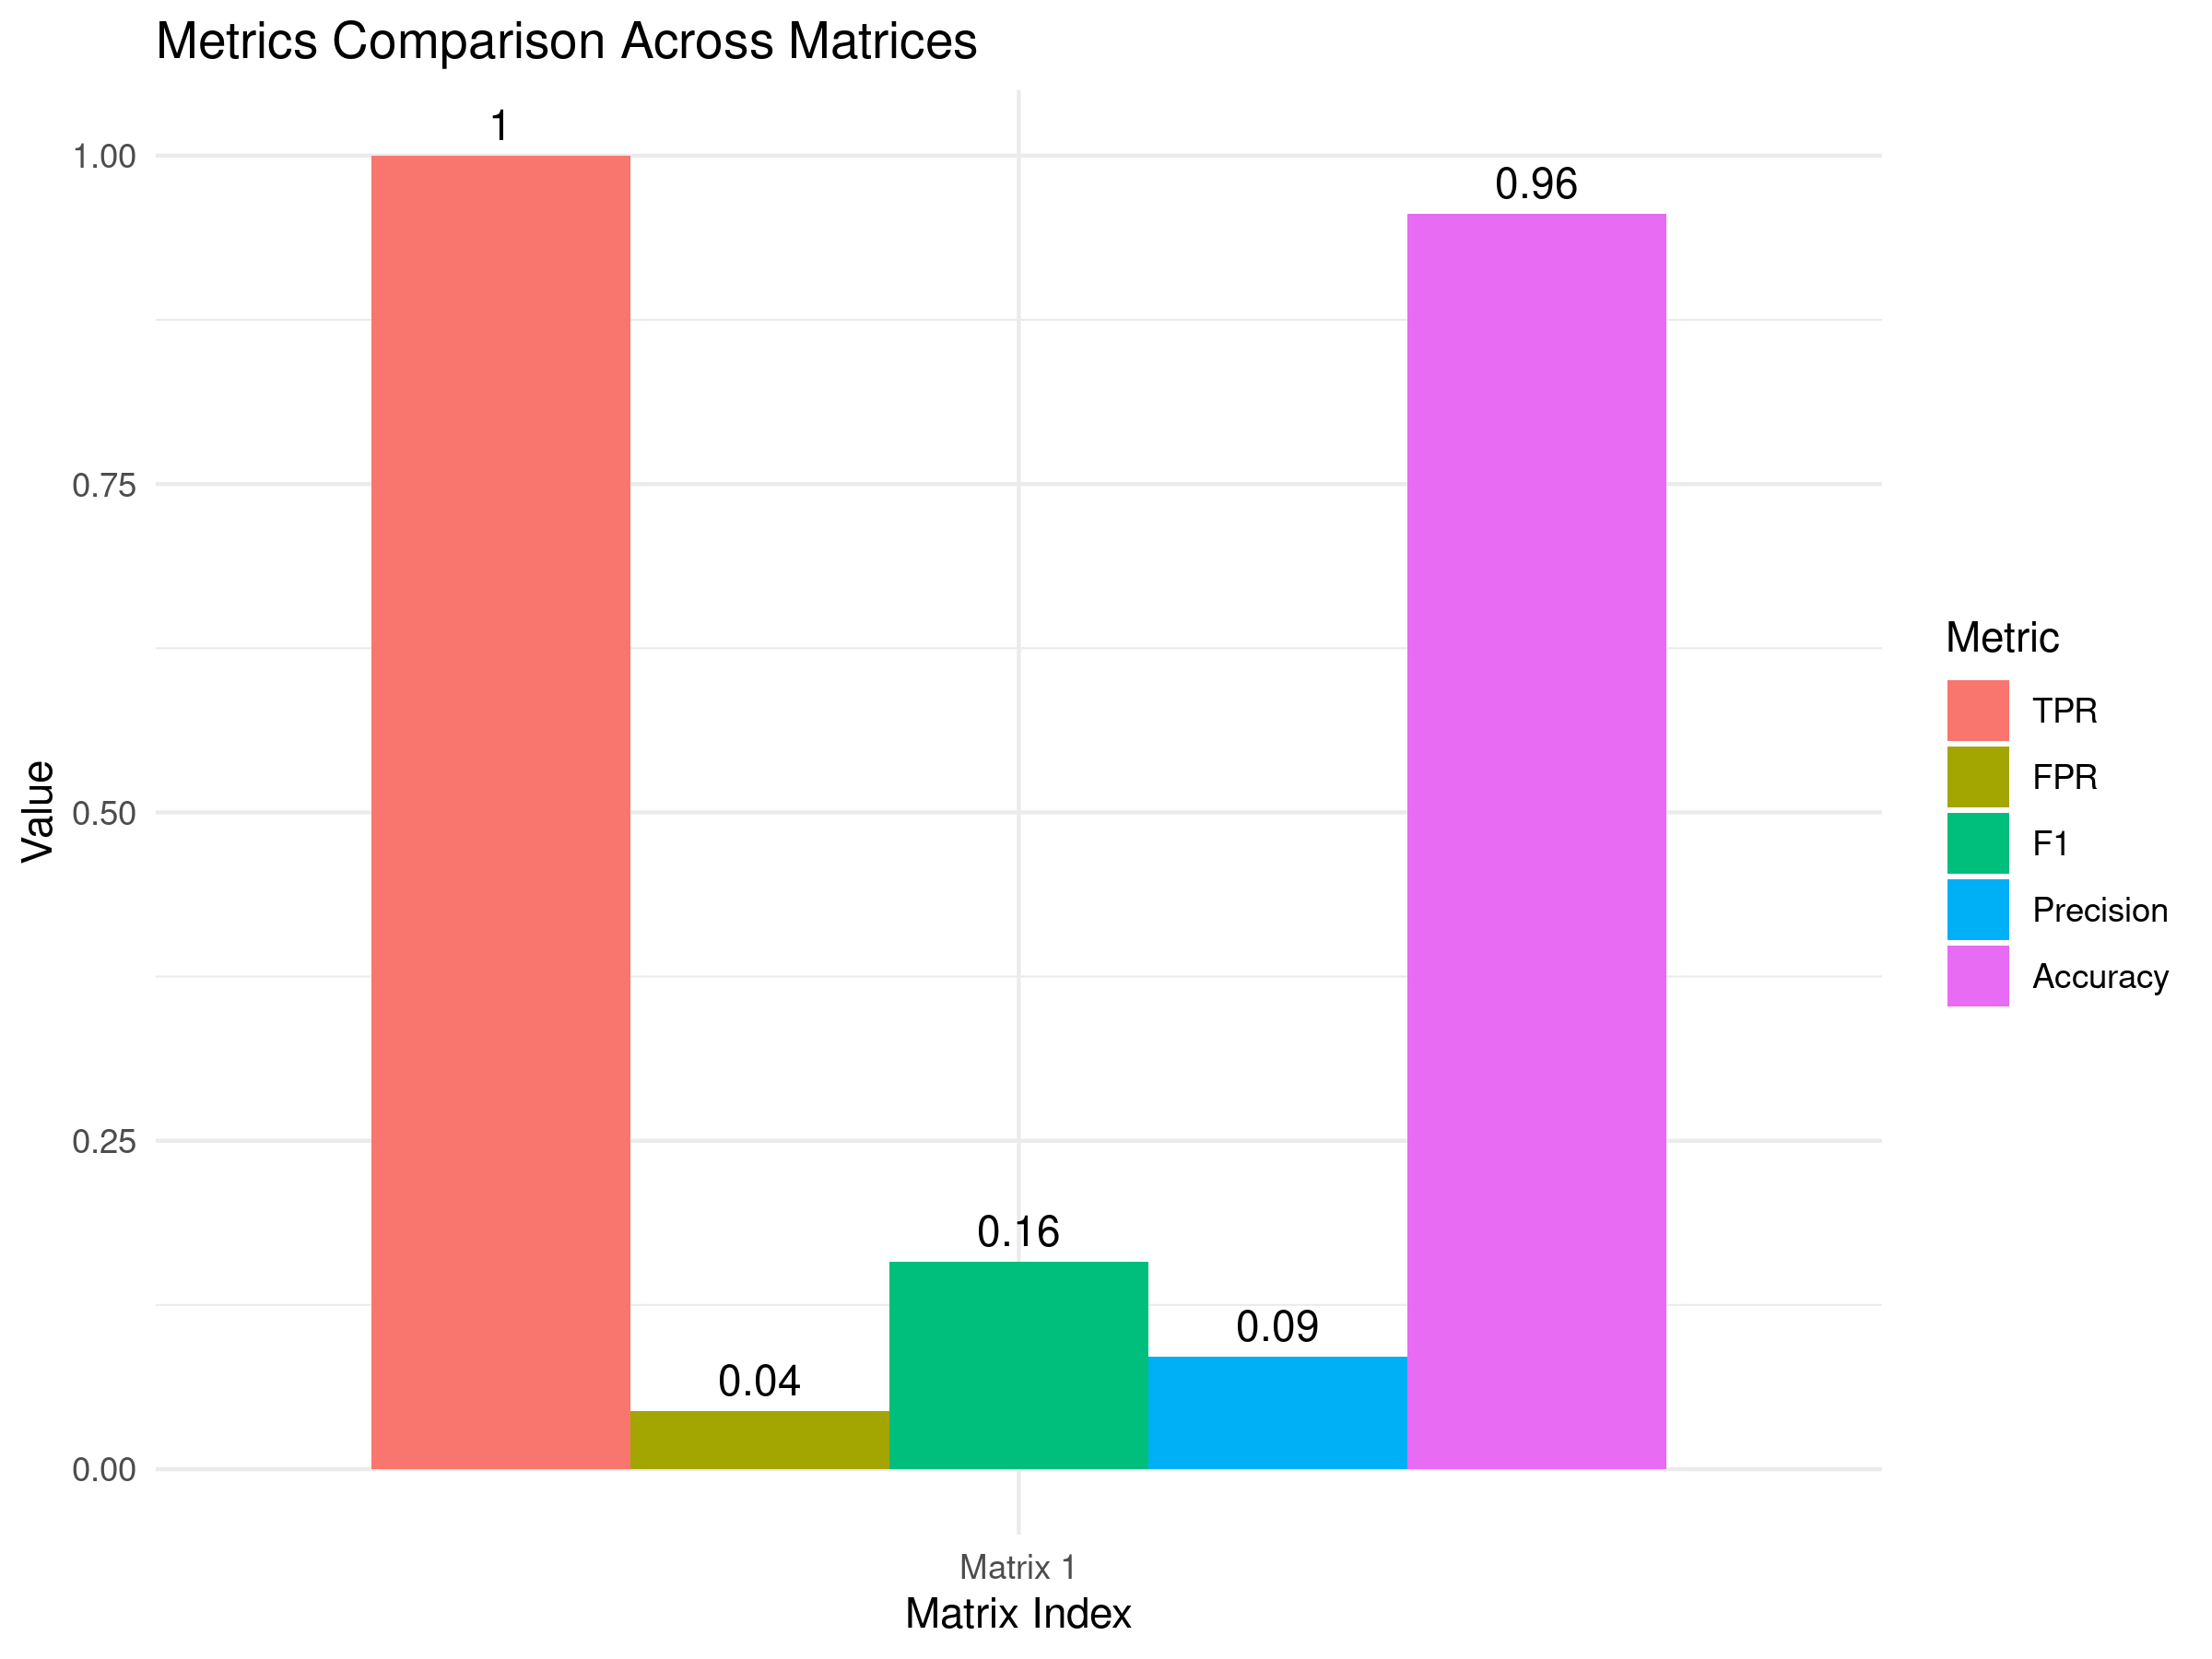 Metrics Comparison Across Matrices
1
1.00
0.96
0.75
0.50
0.25
0.16
0.09
0.04
0.00
Value
Matrix 1
Matrix Index
Metric
TPR
FPR
F1
Precision
Accuracy